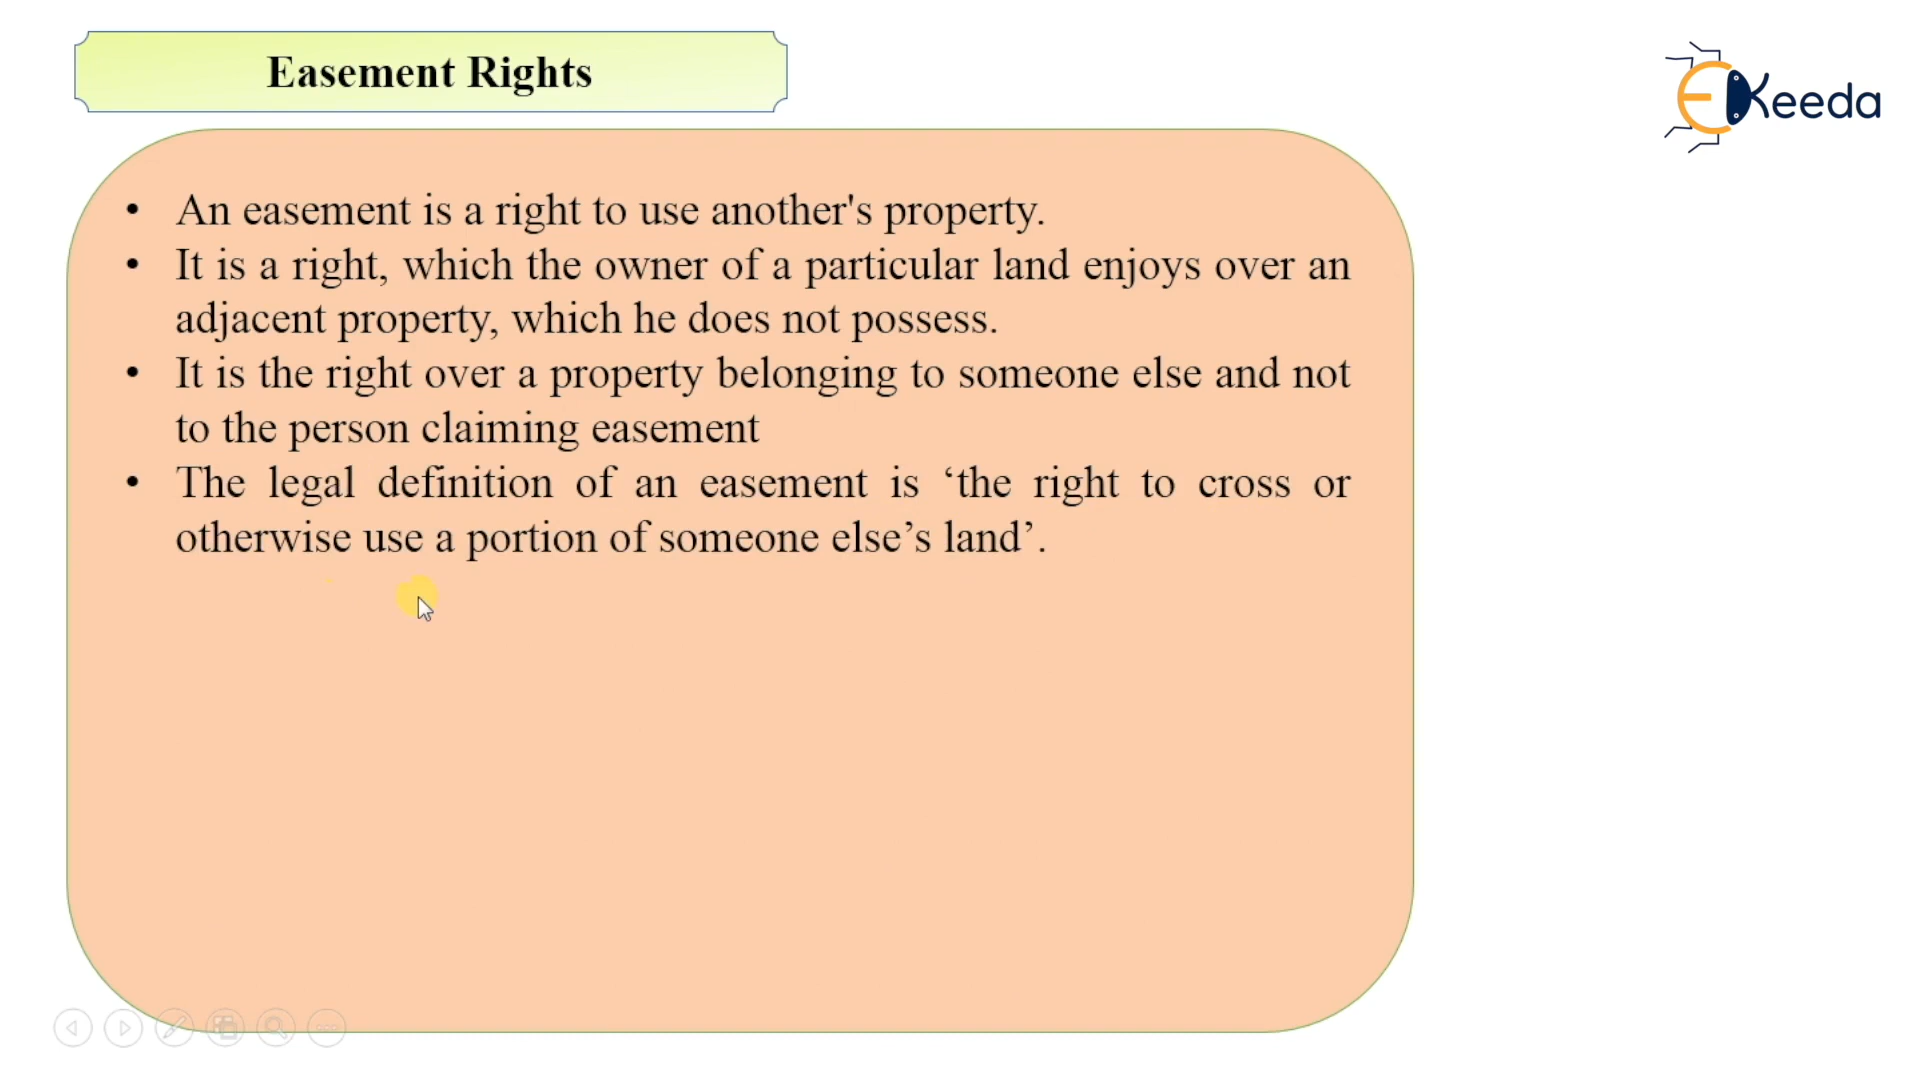 Easement Rights
EKeeda
• An easement is a right to use another's property.
• It is a right, which the owner of a particular land enjoys over an
adjacent property, which he does not possess.
• It is the right over a property belonging to someone else and not
to the person claiming easement
• The legal definition of an easement is ‘the right to cross or
otherwise use a portion of someone else’s land’.